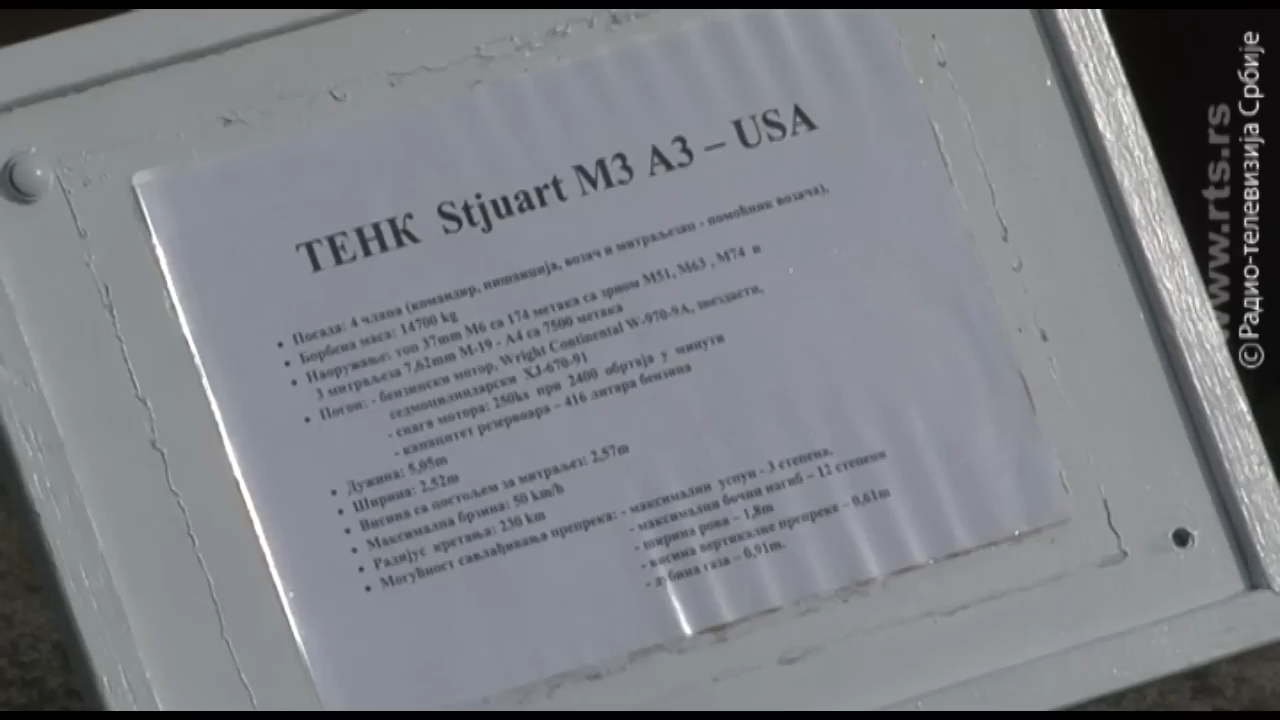 ТЕНК Stjuart M3 A3 – USA
• Посада: 4 члана (командир, нишанџија, возач и митраљезац - помоћник возача),
• Борбена маса: 14700 kg
• Наоружање: топ 37mm M6 са 174 метака са зрном M51, M63 , M74 и
3 митраљеза 7,62mm M-19 - A4 са 7500 метака
• Погон: - бензински мотор, Wright Continental W-970-9A, звездасти,
седмоцилиндарски XJ-670-91
- снага мотора: 250ks при 2400 обртаја у минути
- капацитет резервоара – 416 литара бензина
• Дужина: 5,05m
• Ширина: 2,52m
• Висина са постољем за митраљез: 2,57m
• Максимална брзина: 50 km/h
• Радијус кретања: 230 km
• Могућност савлађивања препрека: - максимални успон - 3 степена,
- максимални бочни нагиб – 12 степени
- ширина рова – 1,8m
- висина вертикалне препреке – 0,61m
- дубина газа – 0,91m.
www.rts.rs
© Радио-телевизија Србије